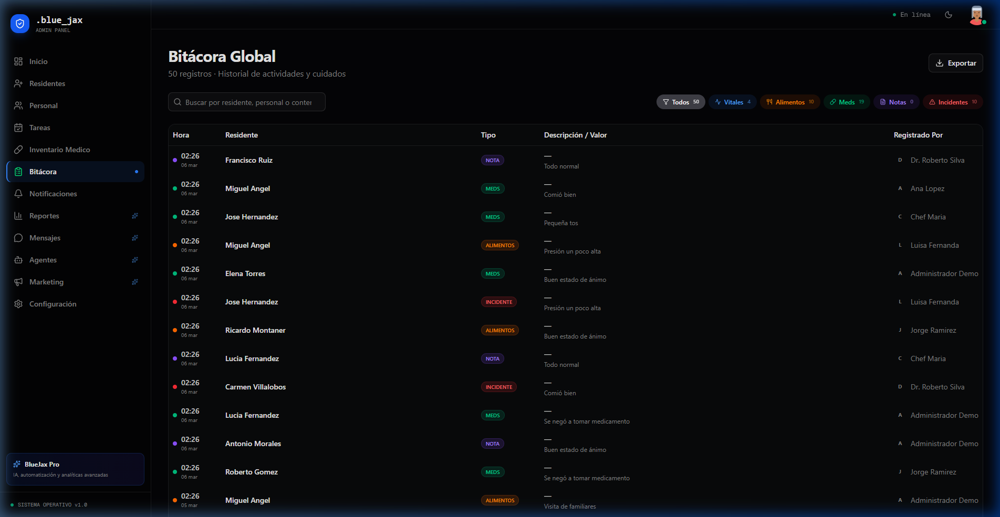 .blue_jax
ADMIN PANEL
Inicio
Residentes
Personal
Tareas
Inventario Medico
Bitácora
Notificaciones
Reportes
Mensajes
Agentes
Marketing
Configuración
BlueJax Pro
IA, automatización y analíticas avanzadas
SISTEMA OPERATIVO v1.0
En línea
Bitácora Global
50 registros · Historial de actividades y cuidados
Exportar
Buscar por residente, personal o conter
Todos 50 Vitales 4 Alimentos 10 Meds 19 Notas 0 Incidentes 10
Hora Residente Tipo Descripción / Valor Registrado Por
02:26 Francisco Ruiz NOTA — D Dr. Roberto Silva
06 mar Todo normal
02:26 Miguel Angel MEDS — A Ana Lopez
06 mar Comió bien
02:26 Jose Hernandez MEDS — C Chef Maria
06 mar Pequeña tos
02:26 Miguel Angel ALIMENTOS — L Luisa Fernanda
06 mar Presión un poco alta
02:26 Elena Torres MEDS — A Administrador Demo
06 mar Buen estado de ánimo
02:26 Jose Hernandez INCIDENTE — L Luisa Fernanda
06 mar Presión un poco alta
02:26 Ricardo Montaner ALIMENTOS — J Jorge Ramirez
06 mar Buen estado de ánimo
02:26 Lucia Fernandez NOTA — C Chef Maria
06 mar Todo normal
02:26 Carmen Villalobos INCIDENTE — D Dr. Roberto Silva
06 mar Comió bien
02:26 Lucia Fernandez MEDS — A Administrador Demo
06 mar Se negó a tomar medicamento
02:26 Antonio Morales NOTA — A Administrador Demo
06 mar Buen estado de ánimo
02:26 Roberto Gomez MEDS — J Jorge Ramirez
06 mar Se negó a tomar medicamento
02:26 Miguel Angel ALIMENTOS — A Administrador Demo
05 mar Visita de familiares